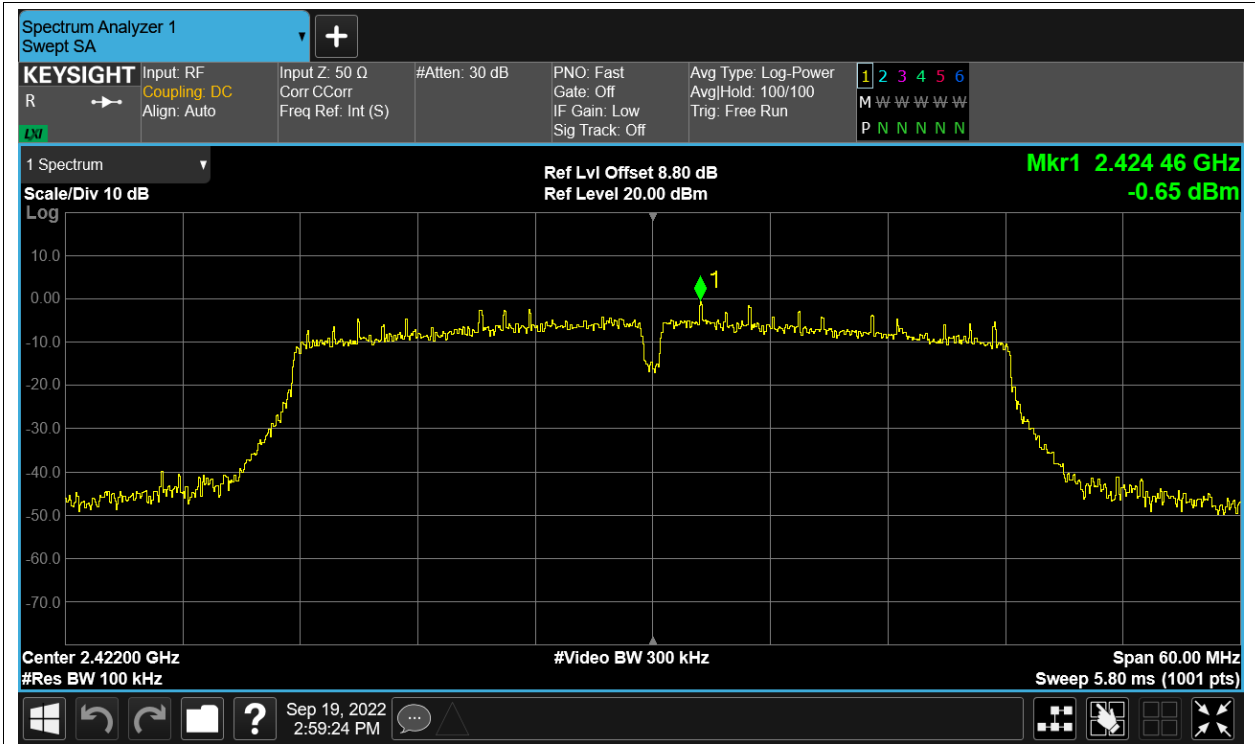 Spectrum Analyzer 1
Swept SA
KEYSIGHT
R
LXI
Input: RF
Coupling: DC
Align: Auto
Input Z: 50 Ω
Corr CCorr
Freq Ref: Int (S)
#Atten: 30 dB
PNO: Fast
Gate: Off
IF Gain: Low
Sig Track: Off
Avg Type: Log-Power
Avg|Hold: 100/100
Trig: Free Run
1 2 3 4 5 6
M W W W W W
P N N N N N
1 Spectrum
Scale/Div 10 dB
Log
Ref Lvl Offset 8.80 dB
Ref Level 20.00 dBm
Mkr1 2.424 46 GHz
-0.65 dBm
1
10.0
0.00
-10.0
-20.0
-30.0
-40.0
-50.0
-60.0
-70.0
Center 2.42200 GHz
#Res BW 100 kHz
#Video BW 300 kHz
Span 60.00 MHz
Sweep 5.80 ms (1001 pts)
?
Sep 19, 2022
2:59:24 PM